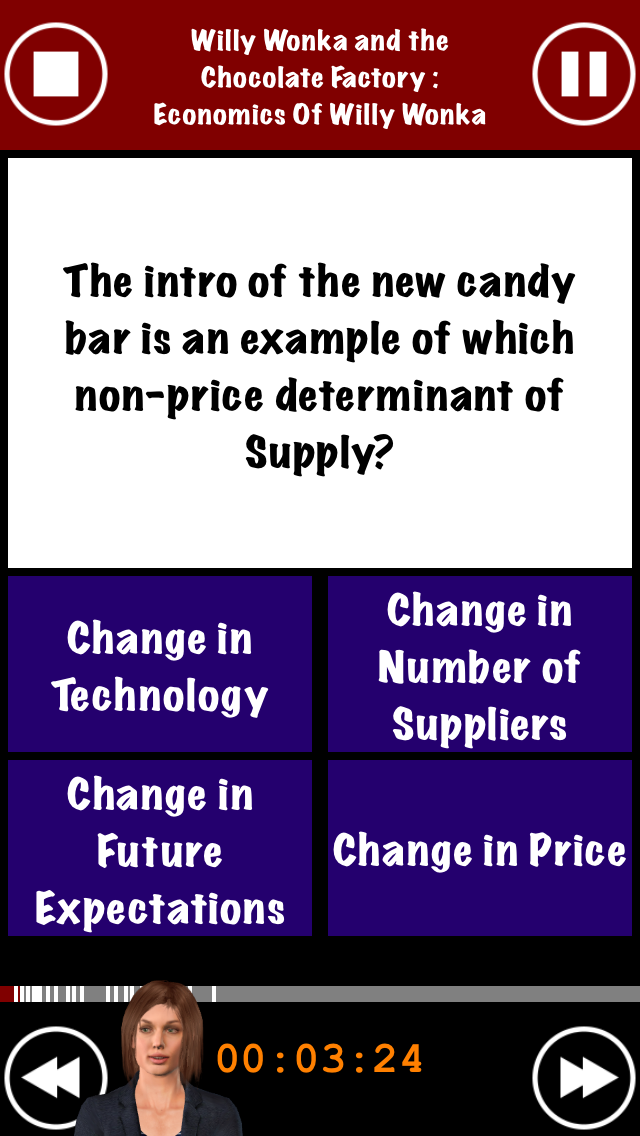 Willy Wonka and the
Chocolate Factory :
Economics Of Willy Wonka
The intro of the new candy
bar is an example of which
non-price determinant of
Supply?
Change in
Technology
Change in
Number of
Suppliers
Change in
Future
Expectations
Change in Price
00:03:24